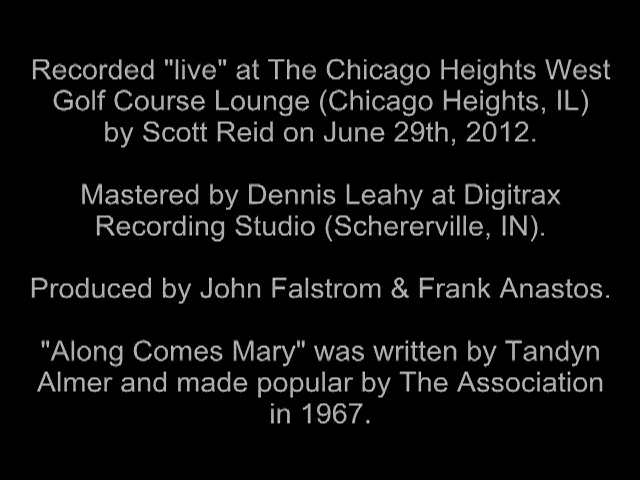 Recorded "live" at The Chicago Heights West
Golf Course Lounge (Chicago Heights, IL)
by Scott Reid on June 29th, 2012.
Mastered by Dennis Leahy at Digitrax
Recording Studio (Schererville, IN).
Produced by John Falstrom & Frank Anastos.
"Along Comes Mary" was written by Tandyn
Almer and made popular by The Association
in 1967.